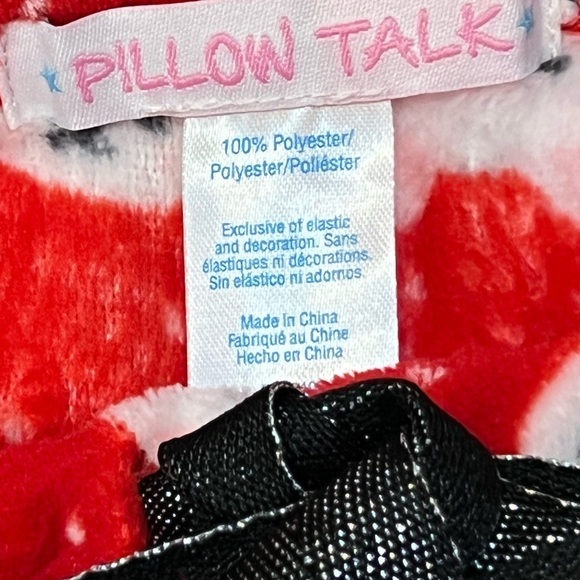 PILLOW TALK
100% Polyester/
Polyester/Poliéster
Exclusive of elastic
and decoration. Sans
élastiques ni décorations.
Sin elástico ni adornos.
Made in China
Fabriqué au Chine
Hecho en China